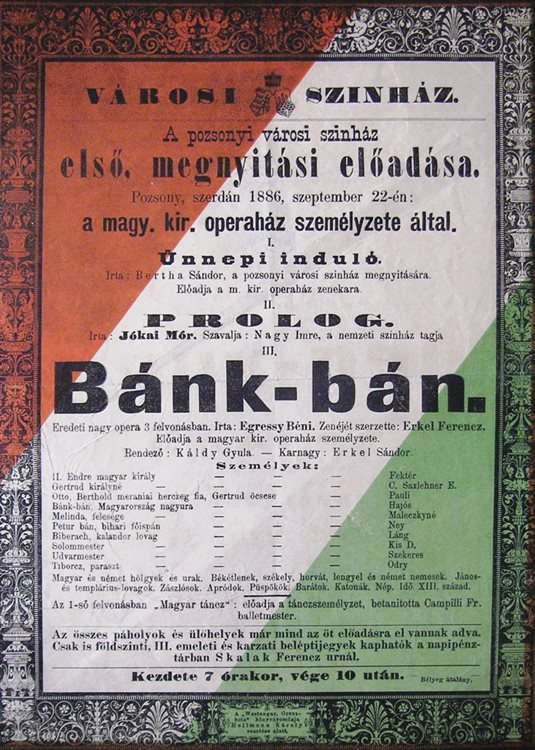 VÁROSI SZINHÁZ.
A pozsonyi városi szinház
első, megnyitási előadása.
Pozsony, szerdán 1886, szeptember 22-én:
a magy. kir. operaház személyzete által.
I.
Ünnepi induló.
Irta: Bertha Sándor, a pozsonyi városi szinház megnyitására.
Előadja a m. kir. operaház zenekara.
II.
PROLOG.
Irta: Jókai Mór. Szavalja: Nagy Imre, a nemzeti szinház tagja
III.
Bánk-bán.
Eredeti nagy opera 3 felvonásban. Irta: Egressy Béni. Zenéjét szerzette: Erkel Ferencz.
Előadja a magyar kir. operaház személyzete.
Rendező: Káldy Gyula. — Karnagy: Erkel Sándor.
Személyek:
II. Endre magyar király — — — — Fektér
Gertrud királyné — — — — C. Saxlehner E.
Otto, Berthold meraniai herczeg fia, Gertrud öcsese — — Pauli
Bánk-bán, Magyarország nagyura — — — Hajós
Melinda, felesége — — — — Maleczkyné
Petur bán, bihari főispán — — — — Ney
Biberach, kalandor lovag — — — — Láng
Solommester — — — — Kis D.
Udvarmester — — — — Szekeres
Tiborcz, paraszt — — — — Odry
Magyar és német hölgyek és urak. Békétlenek, székely, horvát, lengyel és német nemesek. János-
és templárius-lovagok. Zászlósok. Apródok. Püspökök. Barátok. Katonák. Nép. Idő XIII. század.
Az 1-ső felvonásban „Magyar táncz": előadja a tánczszemélyzet, betanitotta Campilli Fr.
balletmester.
Az összes páholyok és ülőhelyek már mind az öt előadásra el vannak adva.
Csak is földszinti, III. emeleti és karzati beléptijegyek kaphatók a napipénz-
tárban Skalak Ferencz urnál.
Kezdete 7 órakor, vége 10 után. — Bélyeg átalány.
A „Westungar. Grenz-
bote" könyvnyomdája
Heilmann Károly
vezetése alatt.